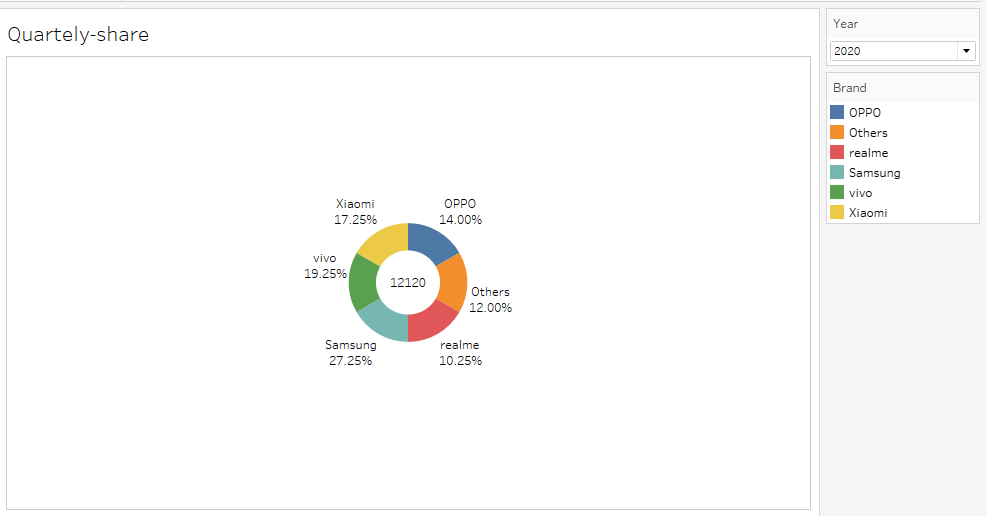 Quartely-share
Year
2020
Brand
OPPO
Others
realme
Samsung
vivo
Xiaomi
Xiaomi
17.25%
OPPO
14.00%
vivo
19.25%
12120
Others
12.00%
Samsung
27.25%
realme
10.25%